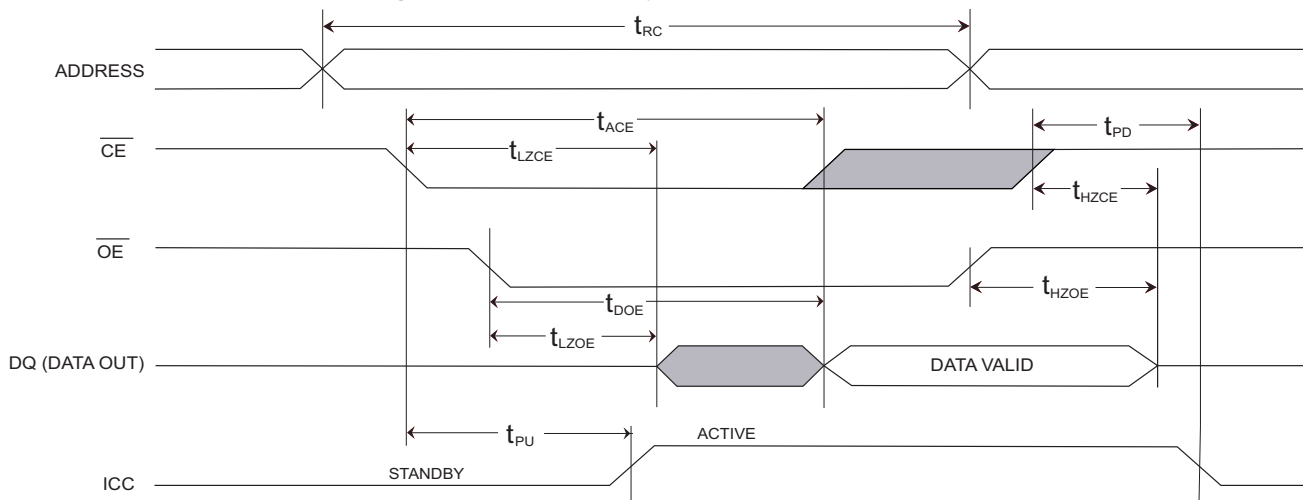 tRC
ADDRESS
tACE
tPD
CE
tLZCE
tHZCE
OE
tHZOE
tDOE
tLZOE
DQ (DATA OUT)
DATA VALID
tPU
ACTIVE
STANDBY
ICC